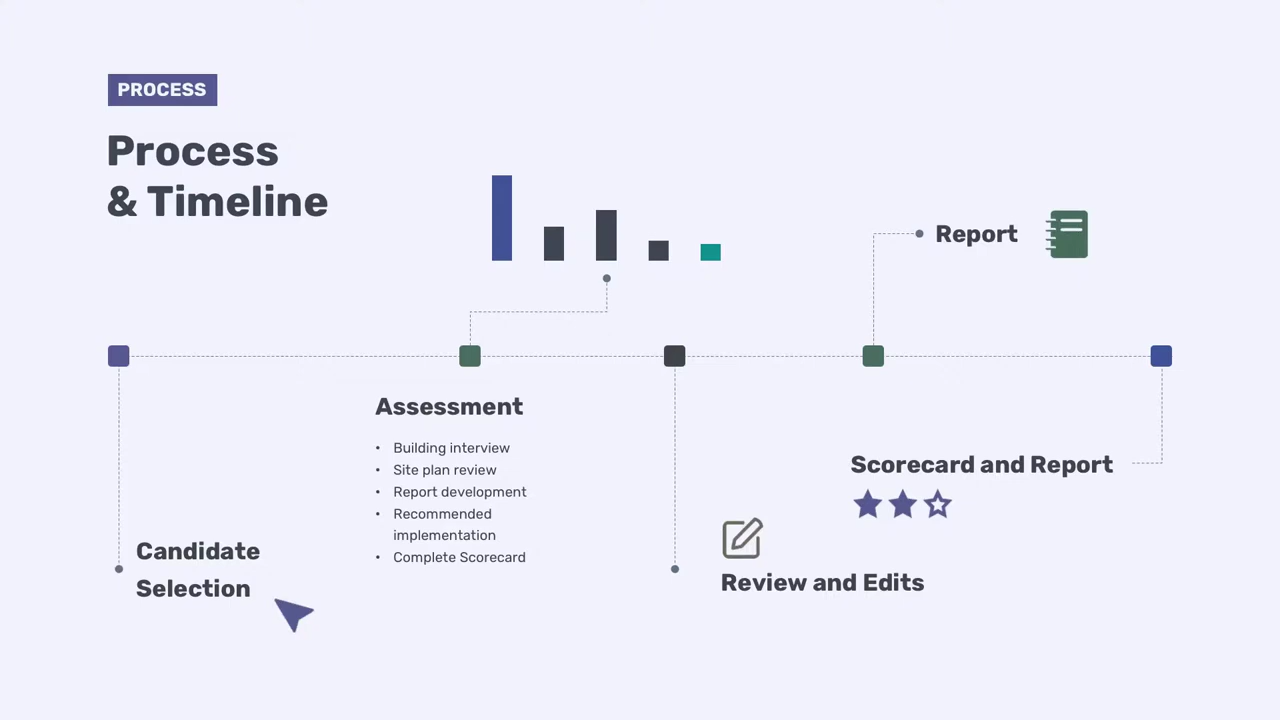 PROCESS
Process
& Timeline
Report
Assessment
• Building interview
• Site plan review
• Report development
• Recommended
implementation
• Complete Scorecard
Scorecard and Report
Candidate
Selection
Review and Edits